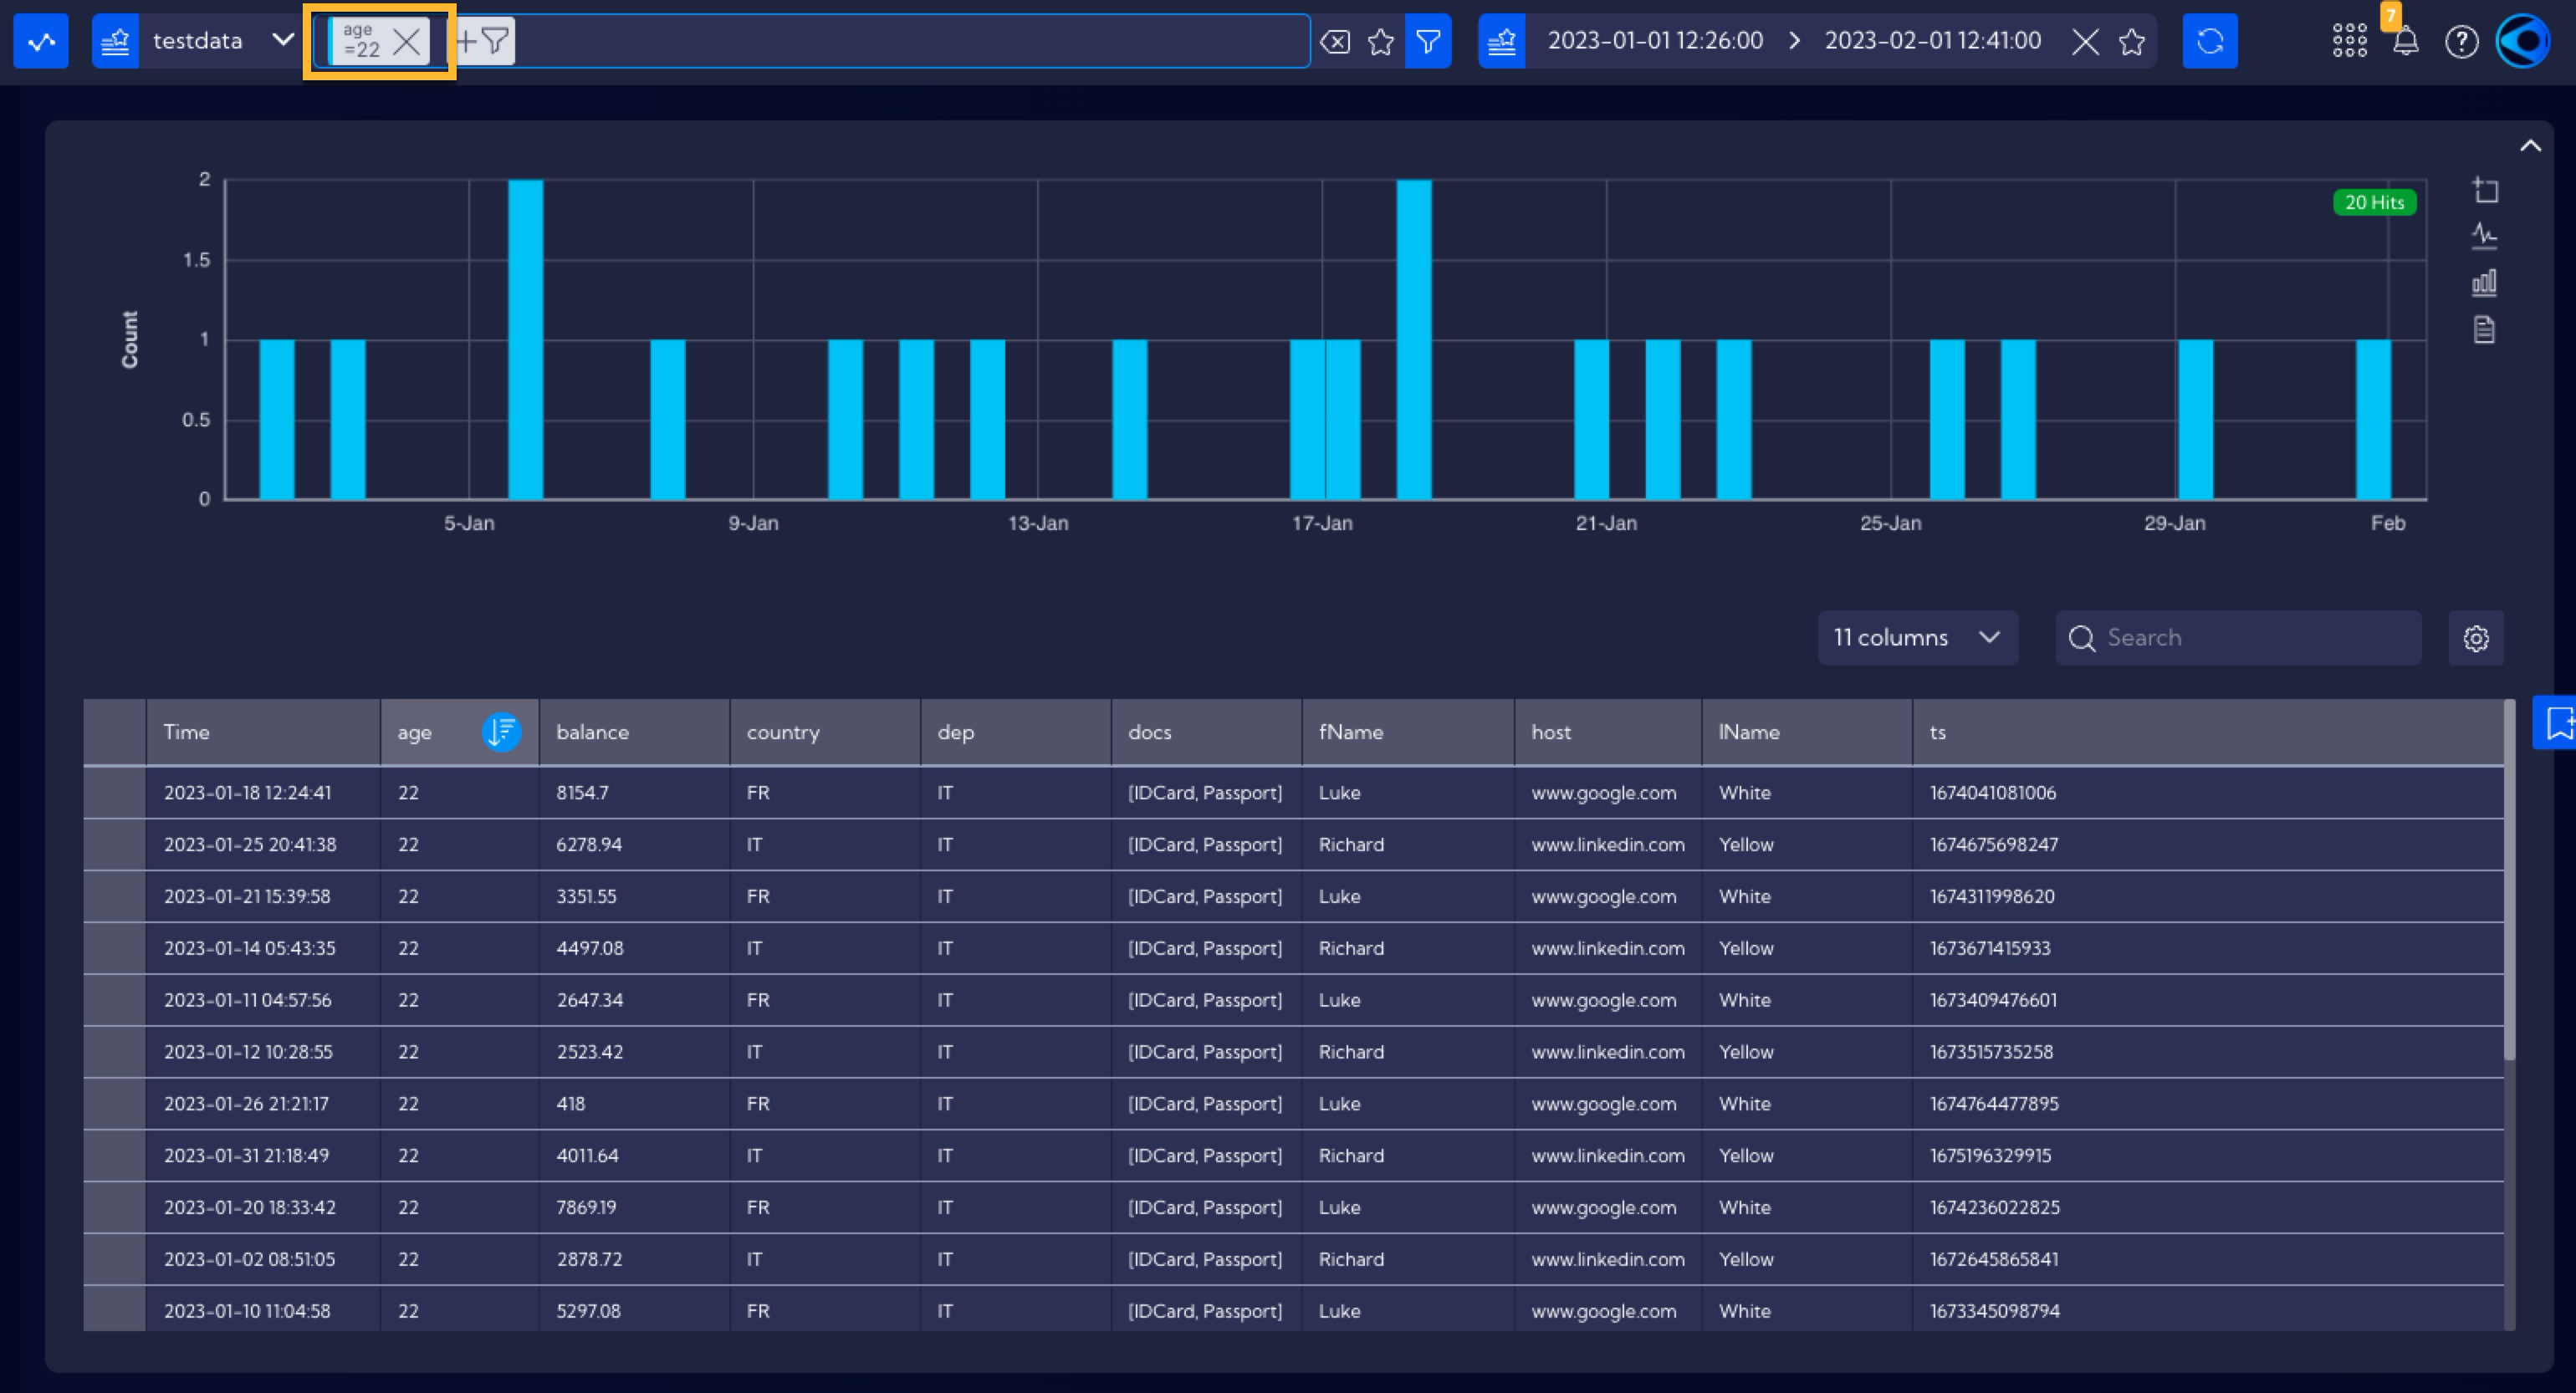 testdata
age
=22
2023-01-01 12:26:00
2023-02-01 12:41:00
7
2
1.5
1
0.5
0
Count
20 Hits
5-Jan 9-Jan 13-Jan 17-Jan 21-Jan 25-Jan 29-Jan Feb
11 columns
Search
Time age balance country dep docs fName host lName ts
2023-01-18 12:24:41 22 8154.7 FR IT [IDCard, Passport] Luke www.google.com White 1674041081006
2023-01-25 20:41:38 22 6278.94 IT IT [IDCard, Passport] Richard www.linkedin.com Yellow 1674675698247
2023-01-21 15:39:58 22 3351.55 FR IT [IDCard, Passport] Luke www.google.com White 1674311998620
2023-01-14 05:43:35 22 4497.08 IT IT [IDCard, Passport] Richard www.linkedin.com Yellow 1673671415933
2023-01-11 04:57:56 22 2647.34 FR IT [IDCard, Passport] Luke www.google.com White 1673409476601
2023-01-12 10:28:55 22 2523.42 IT IT [IDCard, Passport] Richard www.linkedin.com Yellow 1673515735258
2023-01-26 21:21:17 22 418 FR IT [IDCard, Passport] Luke www.google.com White 1674764477895
2023-01-31 21:18:49 22 4011.64 IT IT [IDCard, Passport] Richard www.linkedin.com Yellow 1675196329915
2023-01-20 18:33:42 22 7869.19 FR IT [IDCard, Passport] Luke www.google.com White 1674236022825
2023-01-02 08:51:05 22 2878.72 IT IT [IDCard, Passport] Richard www.linkedin.com Yellow 1672645865841
2023-01-10 11:04:58 22 5297.08 FR IT [IDCard, Passport] Luke www.google.com White 1673345098794